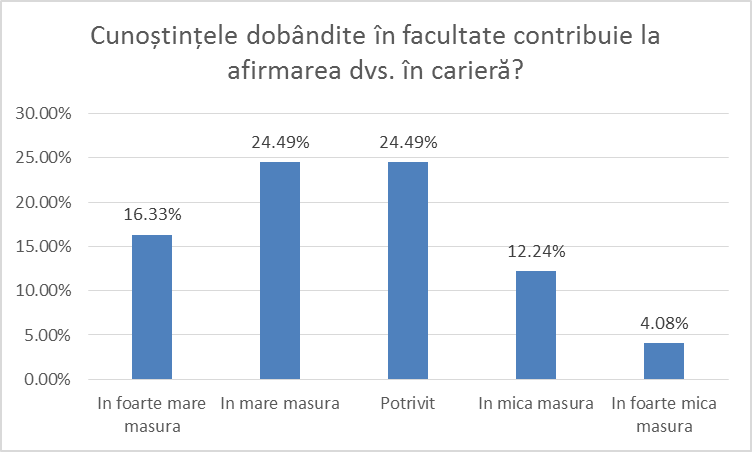 Cunoștințele dobândite în facultate contribuie la
afirmarea dvs. în carieră?
30.00%
25.00%
20.00%
15.00%
10.00%
5.00%
0.00%
16.33%
24.49%
24.49%
12.24%
4.08%
In foarte mare
masura
In mare masura
Potrivit
In mica masura
In foarte mica
masura